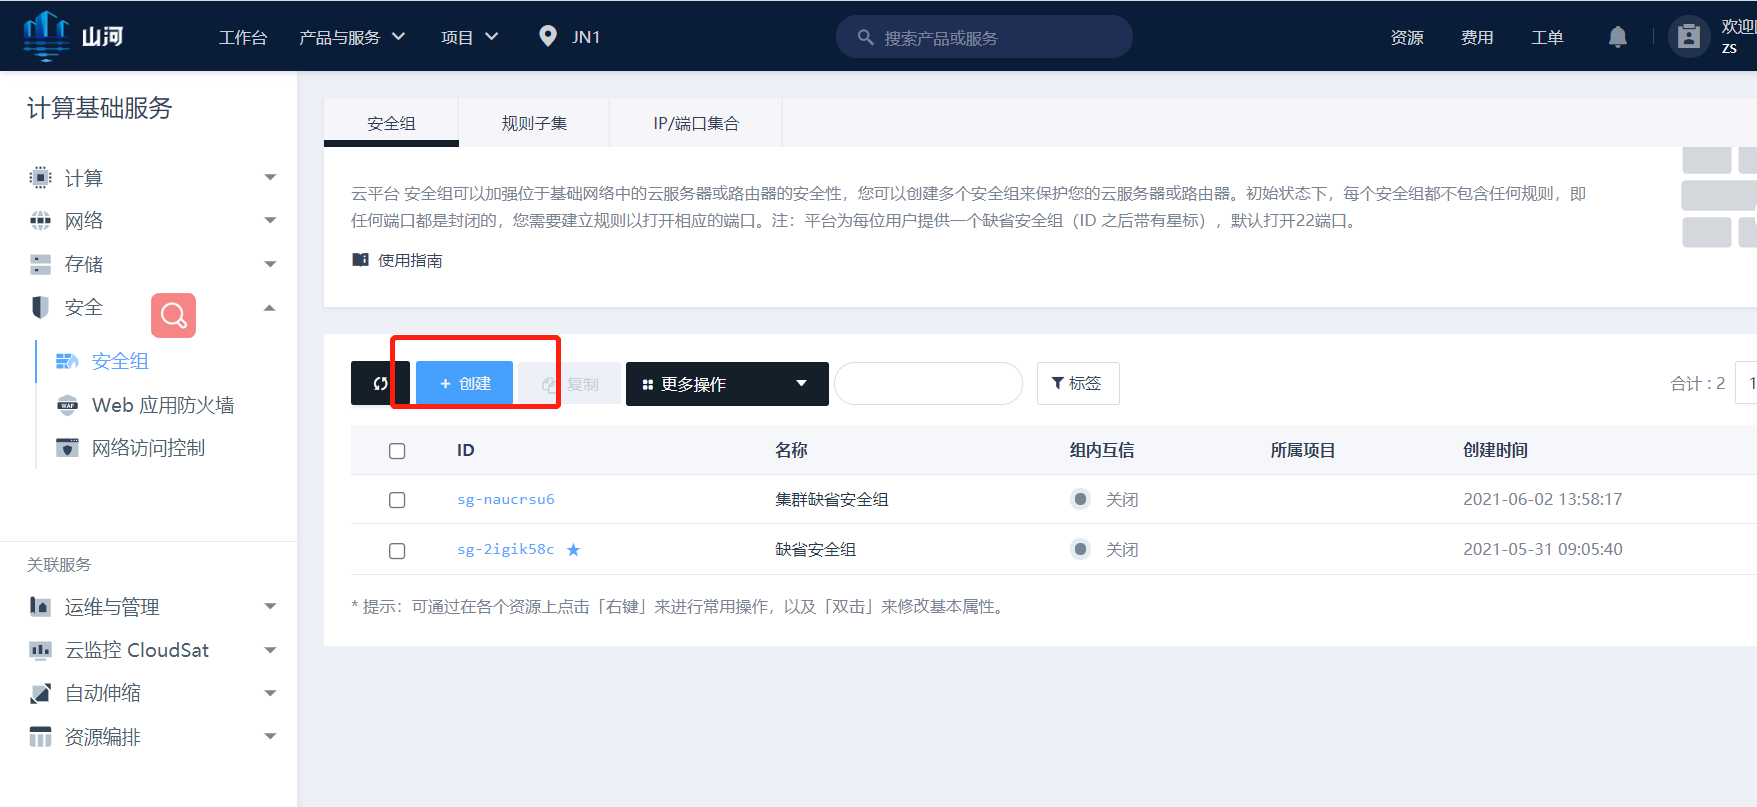 山河
工作台 产品与服务 项目 JN1 搜索产品或服务 资源 费用 工单 欢迎
zs
计算基础服务
计算
网络
存储
安全
安全组
Web 应用防火墙
网络访问控制
关联服务
运维与管理
云监控 CloudSat
自动伸缩
资源编排
安全组 规则子集 IP/端口集合
云平台 安全组可以加强位于基础网络中的云服务器或路由器的安全性，您可以创建多个安全组来保护您的云服务器或路由器。初始状态下，每个安全组都不包含任何规则，即
任何端口都是封闭的，您需要建立规则以打开相应的端口。注：平台为每位用户提供一个缺省安全组（ID 之后带有星标），默认打开22端口。
使用指南
+ 创建 复制 更多操作 标签 合计：2 1
ID 名称 组内互信 所属项目 创建时间
sg-naucrsu6 集群缺省安全组 关闭 2021-06-02 13:58:17
sg-2igik58c 缺省安全组 关闭 2021-05-31 09:05:40
* 提示：可通过在各个资源上点击「右键」来进行常用操作，以及「双击」来修改基本属性。